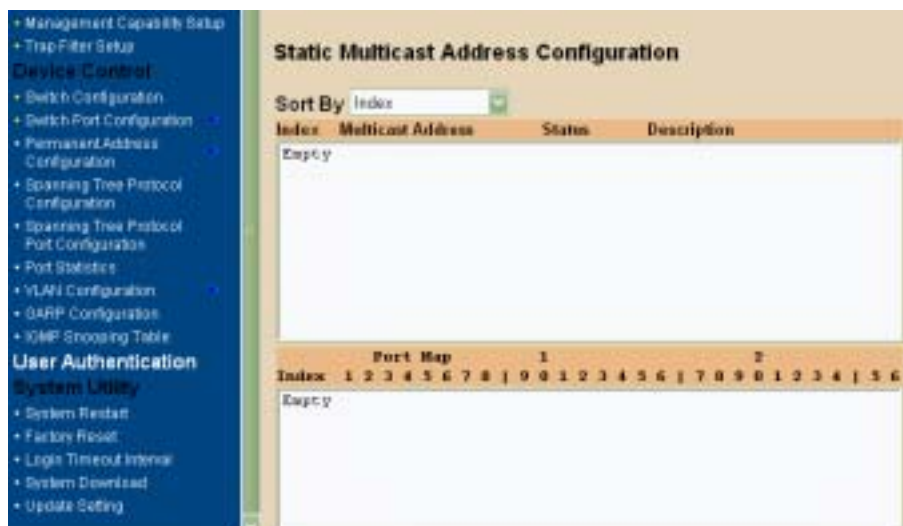 Management Capability Setup
Trap Filter Setup
Device Control
Switch Configuration
Switch Port Configuration
Permanent Address
Configuration
Spanning Tree Protocol
Configuration
Spanning Tree Protocol
Port Configuration
Port Statistics
VLAN Configuration
GARP Configuration
IGMP Snooping Table
User Authentication
System Utility
System Restart
Factory Reset
Login Timeout Interval
System Download
Update Setting
Static Multicast Address Configuration
Sort By Index
Index Multicast Address Status Description
Empty
Port Map 1 2
Index 1 2 3 4 5 6 7 8 | 9 0 1 2 3 4 5 6 | 7 8 9 0 1 2 3 4 | 5 6
Empty